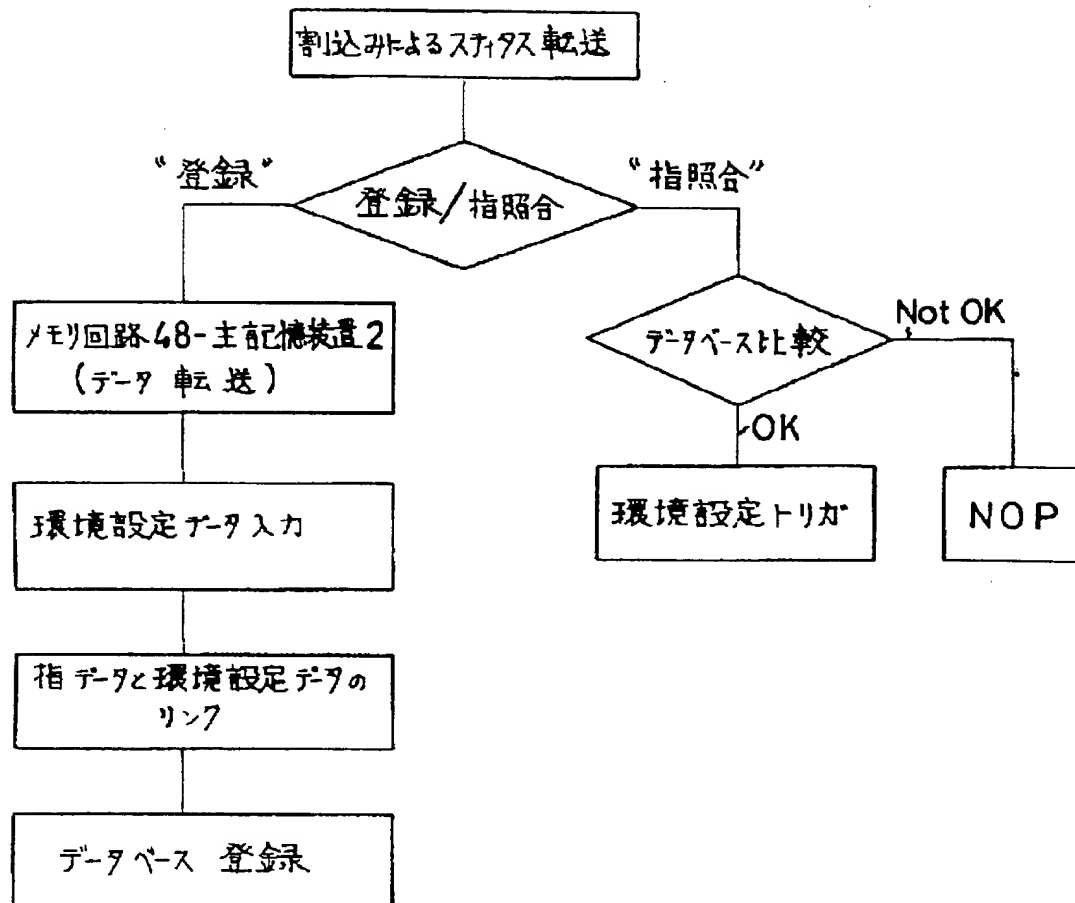 割込みによるスティタス転送
"登録"
"指照合"
登録/指照合
メモリ回路48-主記憶装置2
(データ転送)
データベース比較
Not OK
OK
環境設定データ入力
環境設定トリガ
NOP
指データと環境設定データの
リンク
データベース 登録